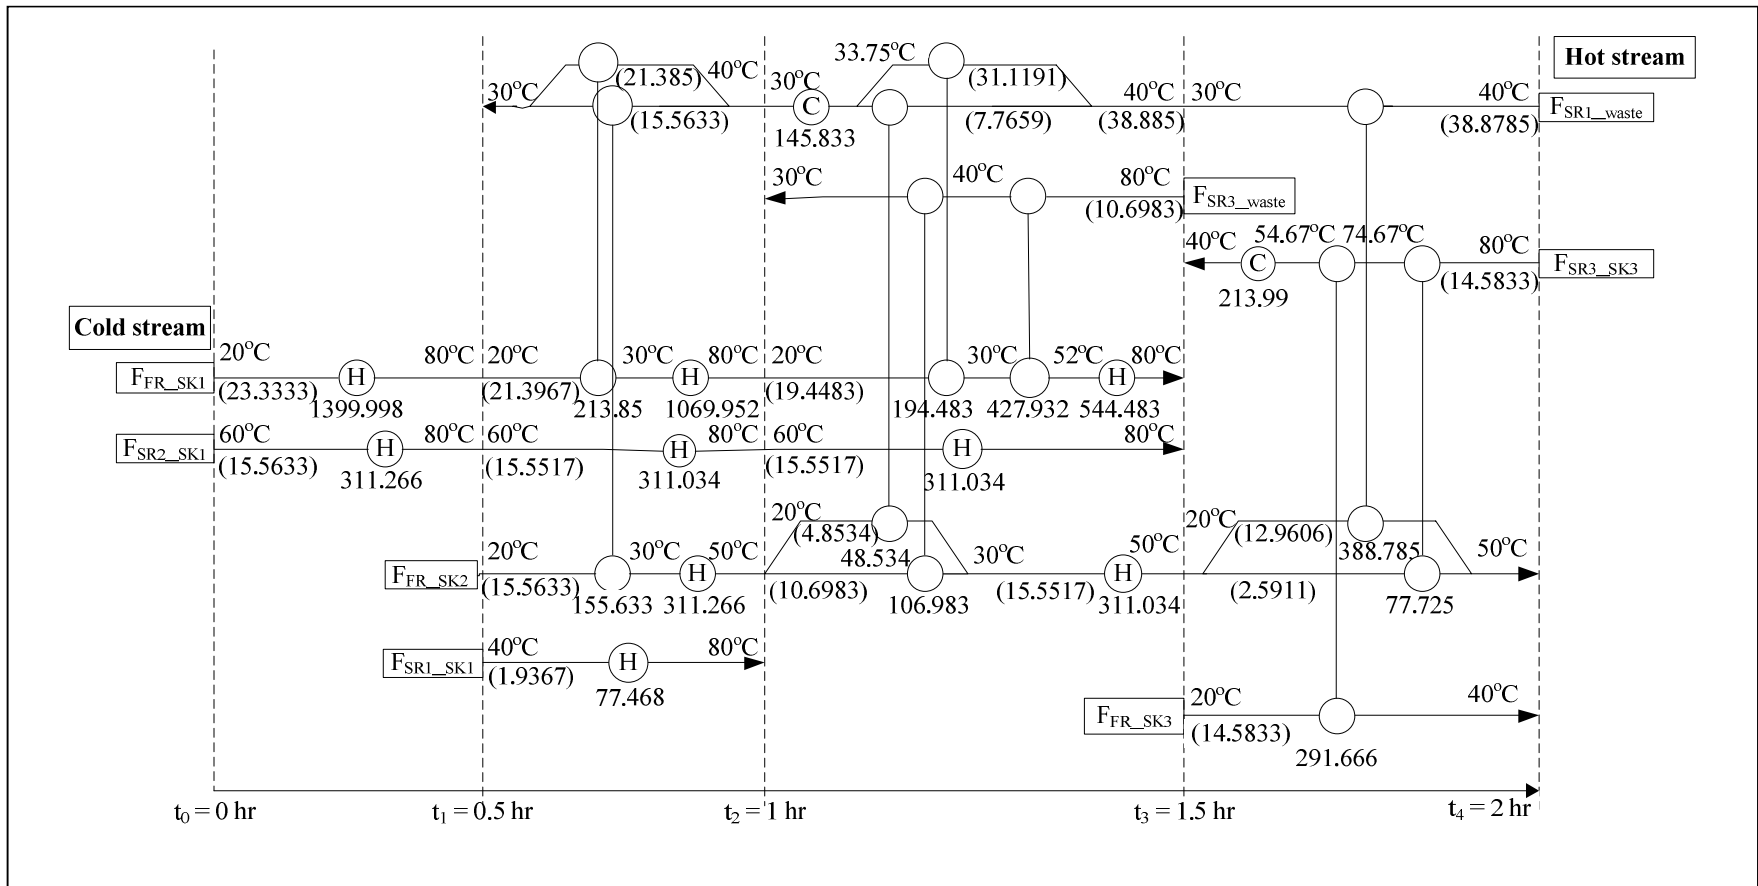 33.75°C
Hot stream
30°C
(21.385)
40°C
30°C
C
(31.1191)
40°C
30°C
40°C
F_SR1_waste
(15.5633)
145.833
(7.7659)
(38.885)
(38.8785)
30°C
40°C
80°C
F_SR3_waste
(10.6983)
40°C
54.67°C
74.67°C
80°C
C
F_SR3_SK3
213.99
(14.5833)
Cold stream
F_FR_SK1
20°C
80°C
20°C
30°C
80°C
20°C
30°C
52°C
80°C
H
H
H
(23.3333)
(21.3967)
(19.4483)
1399.998
213.85
1069.952
194.483
427.932
544.483
F_SR2_SK1
60°C
80°C
60°C
80°C
60°C
80°C
H
H
H
(15.5633)
(15.5517)
(15.5517)
311.266
311.034
311.034
20°C
(4.8534)
48.534
20°C
(12.9606)
388.785
F_FR_SK2
20°C
30°C
50°C
30°C
50°C
50°C
H
H
(15.5633)
(10.6983)
(15.5517)
(2.5911)
155.633
311.266
106.983
311.034
77.725
F_SR1_SK1
40°C
80°C
H
(1.9367)
77.468
F_FR_SK3
20°C
40°C
(14.5833)
291.666
t₀ = 0 hr
t₁ = 0.5 hr
t₂ = 1 hr
t₃ = 1.5 hr
t₄ = 2 hr